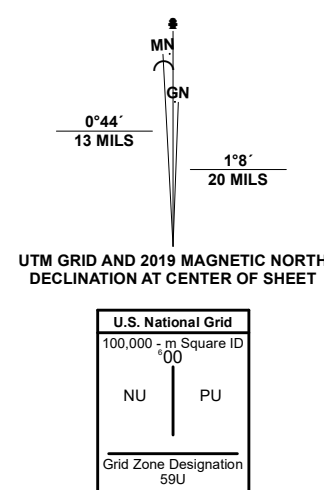 MN
GN
0°44´
13 MILS
1°8´
20 MILS
UTM GRID AND 2019 MAGNETIC NORTH
DECLINATION AT CENTER OF SHEET
U.S. National Grid
100,000 - m Square ID
⁶00
NU PU
Grid Zone Designation
59U